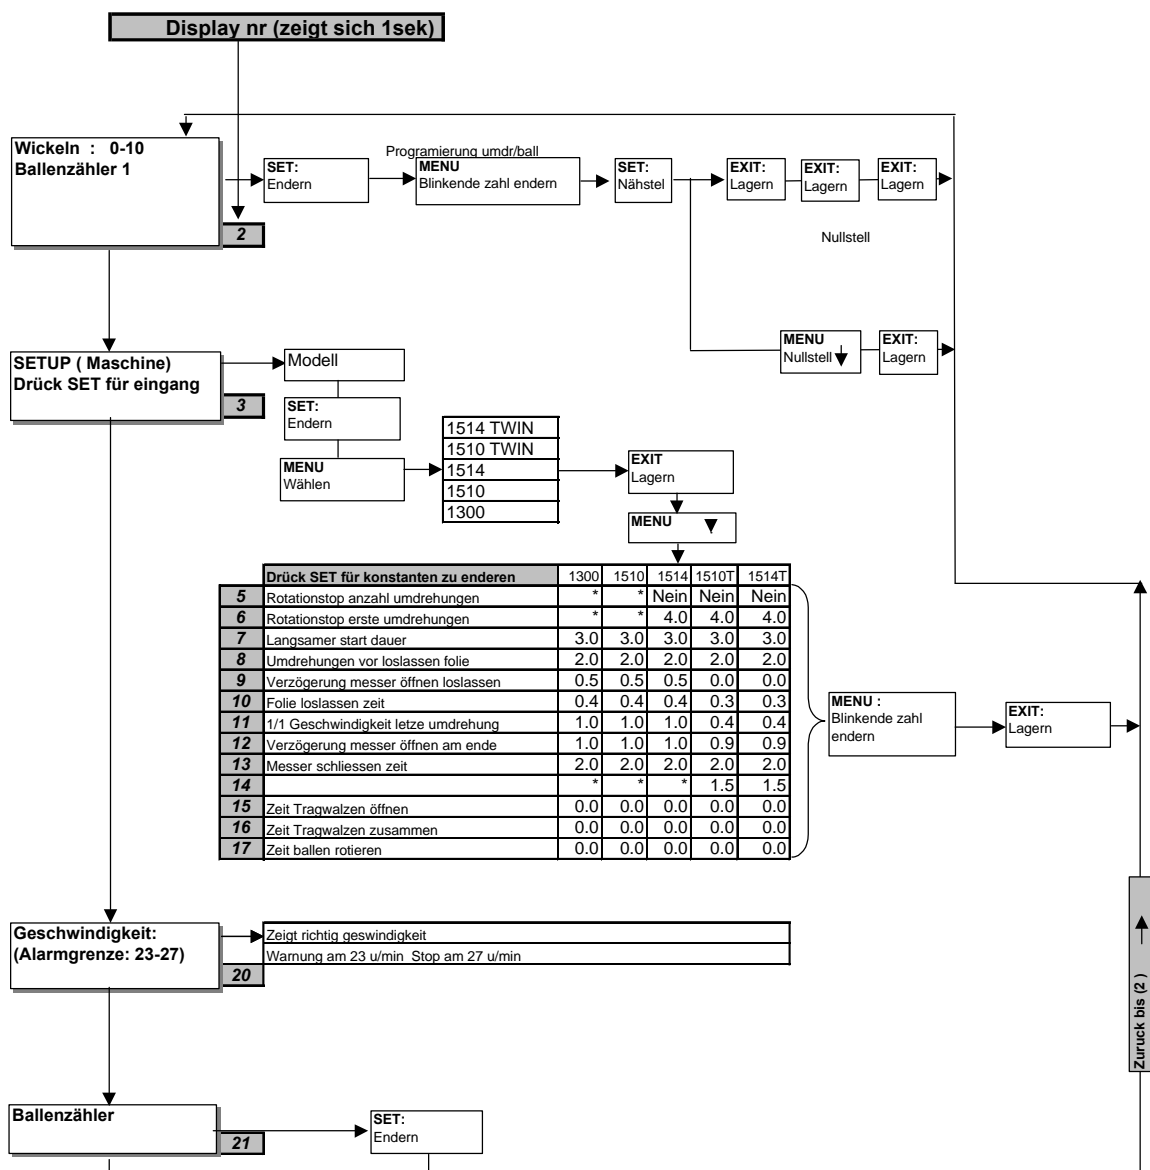 Display nr (zeigt sich 1sek)
Wickeln : 0-10
Ballenzähler 1
2
SET:
Endern
Programierung umdr/ball
MENU
Blinkende zahl endern
SET:
Nähstel
EXIT:
Lagern
EXIT:
Lagern
EXIT:
Lagern
Nullstell
MENU
Nullstell
EXIT:
Lagern
SETUP ( Maschine)
Drück SET für eingang
3
Modell
SET:
Endern
MENU
Wählen
1514 TWIN
1510 TWIN
1514
1510
1300
EXIT
Lagern
MENU
Drück SET für konstanten zu enderen 1300 1510 1514 1510T 1514T
5 Rotationstop anzahl umdrehungen * * Nein Nein Nein
6 Rotationstop erste umdrehungen * * 4.0 4.0 4.0
7 Langsamer start dauer 3.0 3.0 3.0 3.0 3.0
8 Umdrehungen vor loslassen folie 2.0 2.0 2.0 2.0 2.0
9 Verzögerung messer öffnen loslassen 0.5 0.5 0.5 0.0 0.0
10 Folie loslassen zeit 0.4 0.4 0.4 0.3 0.3
11 1/1 Geschwindigkeit letze umdrehung 1.0 1.0 1.0 0.4 0.4
12 Verzögerung messer öffnen am ende 1.0 1.0 1.0 0.9 0.9
13 Messer schliessen zeit 2.0 2.0 2.0 2.0 2.0
14 * * * 1.5 1.5
15 Zeit Tragwalzen öffnen 0.0 0.0 0.0 0.0 0.0
16 Zeit Tragwalzen zusammen 0.0 0.0 0.0 0.0 0.0
17 Zeit ballen rotieren 0.0 0.0 0.0 0.0 0.0
MENU :
Blinkende zahl
endern
EXIT:
Lagern
Geschwindigkeit:
(Alarmgrenze: 23-27)
20
Zeigt richtig geswindigkeit
Warnung am 23 u/min Stop am 27 u/min
Zuruck bis (2 )
Ballenzähler
21
SET:
Endern